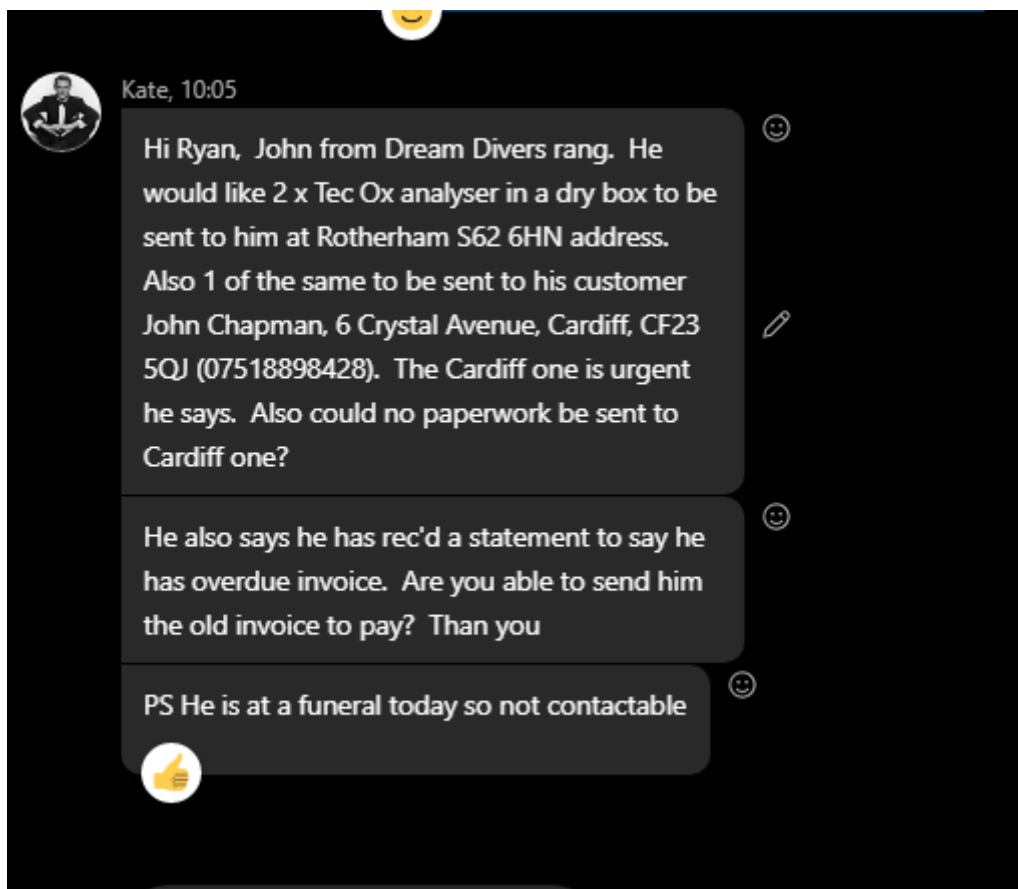 Kate, 10:05
Hi Ryan,  John from Dream Divers rang.  He
would like 2 x Tec Ox analyser in a dry box to be
sent to him at Rotherham S62 6HN address.
Also 1 of the same to be sent to his customer
John Chapman, 6 Crystal Avenue, Cardiff, CF23
5QJ (07518898428).  The Cardiff one is urgent
he says.  Also could no paperwork be sent to
Cardiff one?
He also says he has rec'd a statement to say he
has overdue invoice.  Are you able to send him
the old invoice to pay?  Than you
PS He is at a funeral today so not contactable